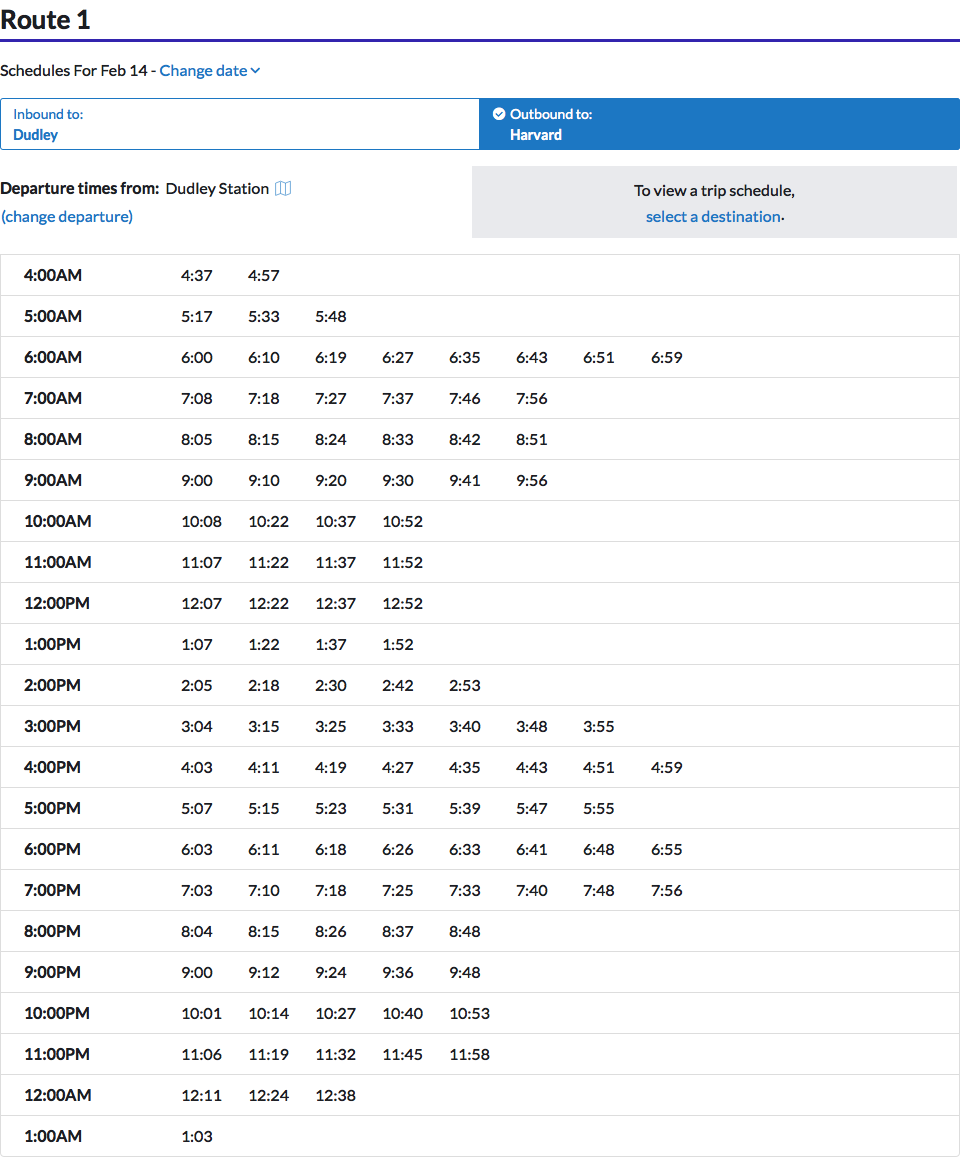 Route 1
Schedules For Feb 14 - Change date
Inbound to:
Dudley
Outbound to:
Harvard
Departure times from: Dudley Station
(change departure)
To view a trip schedule,
select a destination.
4:00AM 4:37 4:57
5:00AM 5:17 5:33 5:48
6:00AM 6:00 6:10 6:19 6:27 6:35 6:43 6:51 6:59
7:00AM 7:08 7:18 7:27 7:37 7:46 7:56
8:00AM 8:05 8:15 8:24 8:33 8:42 8:51
9:00AM 9:00 9:10 9:20 9:30 9:41 9:56
10:00AM 10:08 10:22 10:37 10:52
11:00AM 11:07 11:22 11:37 11:52
12:00PM 12:07 12:22 12:37 12:52
1:00PM 1:07 1:22 1:37 1:52
2:00PM 2:05 2:18 2:30 2:42 2:53
3:00PM 3:04 3:15 3:25 3:33 3:40 3:48 3:55
4:00PM 4:03 4:11 4:19 4:27 4:35 4:43 4:51 4:59
5:00PM 5:07 5:15 5:23 5:31 5:39 5:47 5:55
6:00PM 6:03 6:11 6:18 6:26 6:33 6:41 6:48 6:55
7:00PM 7:03 7:10 7:18 7:25 7:33 7:40 7:48 7:56
8:00PM 8:04 8:15 8:26 8:37 8:48
9:00PM 9:00 9:12 9:24 9:36 9:48
10:00PM 10:01 10:14 10:27 10:40 10:53
11:00PM 11:06 11:19 11:32 11:45 11:58
12:00AM 12:11 12:24 12:38
1:00AM 1:03